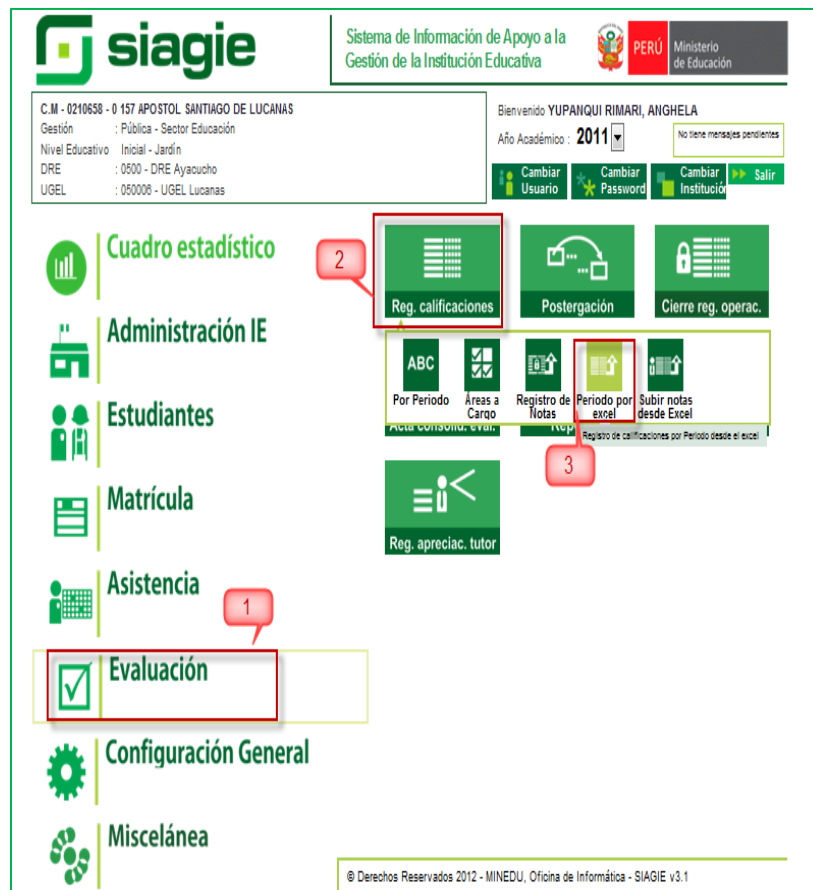 siagie
Sistema de Información de Apoyo a la
Gestión de la Institución Educativa
PERÚ
Ministerio
de Educación
C.M - 0210658 - 0 157 APOSTOL SANTIAGO DE LUCANAS
Gestión : Pública - Sector Educación
Nivel Educativo Inicial - Jardín
DRE : 0500 - DRE Ayacucho
UGEL : 050006 - UGEL Lucanas
Bienvenido YUPANQUI RIMARI, ANGHELA
Año Académico : 2011
No tiene mensajes pendientes
Cambiar
Usuario
Cambiar
Password
Cambiar
Institución
Salir
Cuadro estadístico
Administración IE
Estudiantes
Matrícula
Asistencia
1
Evaluación
Configuración General
Miscelánea
2
Reg. calificaciones
Postergación
Cierre reg. operac.
ABC
Por Periodo
Áreas a
Cargo
Registro de
Notas
Periodo por
excel
Subir notas
desde Excel
Acta consolid. eval.
Registro de calificaciones por Periodo desde el excel
3
Reg. apreciac. tutor
© Derechos Reservados 2012 - MINEDU, Oficina de Informática - SIAGIE v3.1